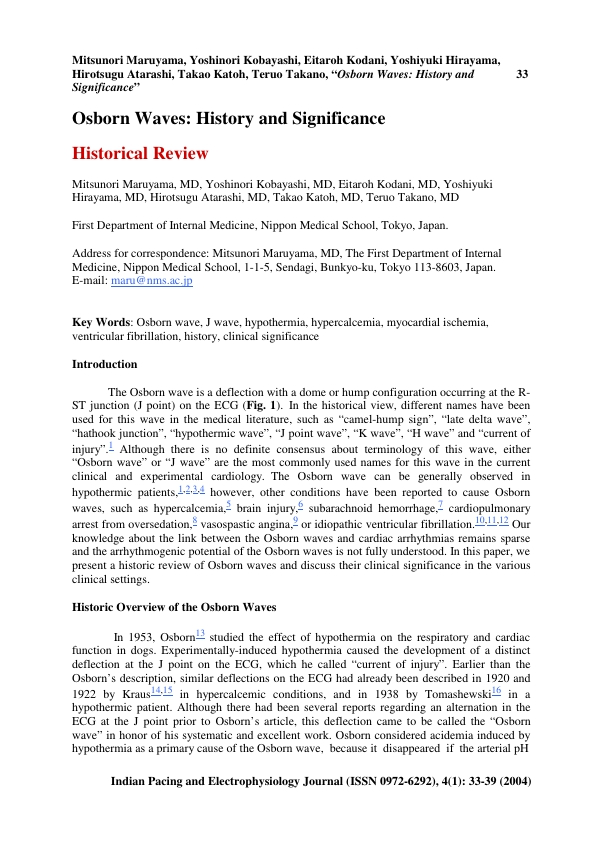 Mitsunori Maruyama, Yoshinori Kobayashi, Eitaroh Kodani, Yoshiyuki Hirayama,
Hirotsugu Atarashi, Takao Katoh, Teruo Takano, “Osborn Waves: History and
Significance”
33
Osborn Waves: History and Significance
Historical Review
Mitsunori Maruyama, MD, Yoshinori Kobayashi, MD, Eitaroh Kodani, MD, Yoshiyuki
Hirayama, MD, Hirotsugu Atarashi, MD, Takao Katoh, MD, Teruo Takano, MD
First Department of Internal Medicine, Nippon Medical School, Tokyo, Japan.
Address for correspondence: Mitsunori Maruyama, MD, The First Department of Internal
Medicine, Nippon Medical School, 1-1-5, Sendagi, Bunkyo-ku, Tokyo 113-8603, Japan.
E-mail: maru@nms.ac.jp
Key Words: Osborn wave, J wave, hypothermia, hypercalcemia, myocardial ischemia,
ventricular fibrillation, history, clinical significance
Introduction
The Osborn wave is a deflection with a dome or hump configuration occurring at the R-
ST junction (J point) on the ECG (Fig. 1). In the historical view, different names have been
used for this wave in the medical literature, such as “camel-hump sign”, “late delta wave”,
“hathook junction”, “hypothermic wave”, “J point wave”, “K wave”, “H wave” and “current of
injury”.1 Although there is no definite consensus about terminology of this wave, either
“Osborn wave” or “J wave” are the most commonly used names for this wave in the current
clinical and experimental cardiology. The Osborn wave can be generally observed in
hypothermic patients,1,2,3,4 however, other conditions have been reported to cause Osborn
waves, such as hypercalcemia,5 brain injury,6 subarachnoid hemorrhage,7 cardiopulmonary
arrest from oversedation,8 vasospastic angina,9 or idiopathic ventricular fibrillation.10,11,12 Our
knowledge about the link between the Osborn waves and cardiac arrhythmias remains sparse
and the arrhythmogenic potential of the Osborn waves is not fully understood. In this paper, we
present a historic review of Osborn waves and discuss their clinical significance in the various
clinical settings.
Historic Overview of the Osborn Waves
In 1953, Osborn13 studied the effect of hypothermia on the respiratory and cardiac
function in dogs. Experimentally-induced hypothermia caused the development of a distinct
deflection at the J point on the ECG, which he called “current of injury”. Earlier than the
Osborn’s description, similar deflections on the ECG had already been described in 1920 and
1922 by Kraus14,15 in hypercalcemic conditions, and in 1938 by Tomashewski16 in a
hypothermic patient. Although there had been several reports regarding an alternation in the
ECG at the J point prior to Osborn’s article, this deflection came to be called the “Osborn
wave” in honor of his systematic and excellent work. Osborn considered acidemia induced by
hypothermia as a primary cause of the Osborn wave, because it disappeared if the arterial pH
Indian Pacing and Electrophysiology Journal (ISSN 0972-6292), 4(1): 33-39 (2004)